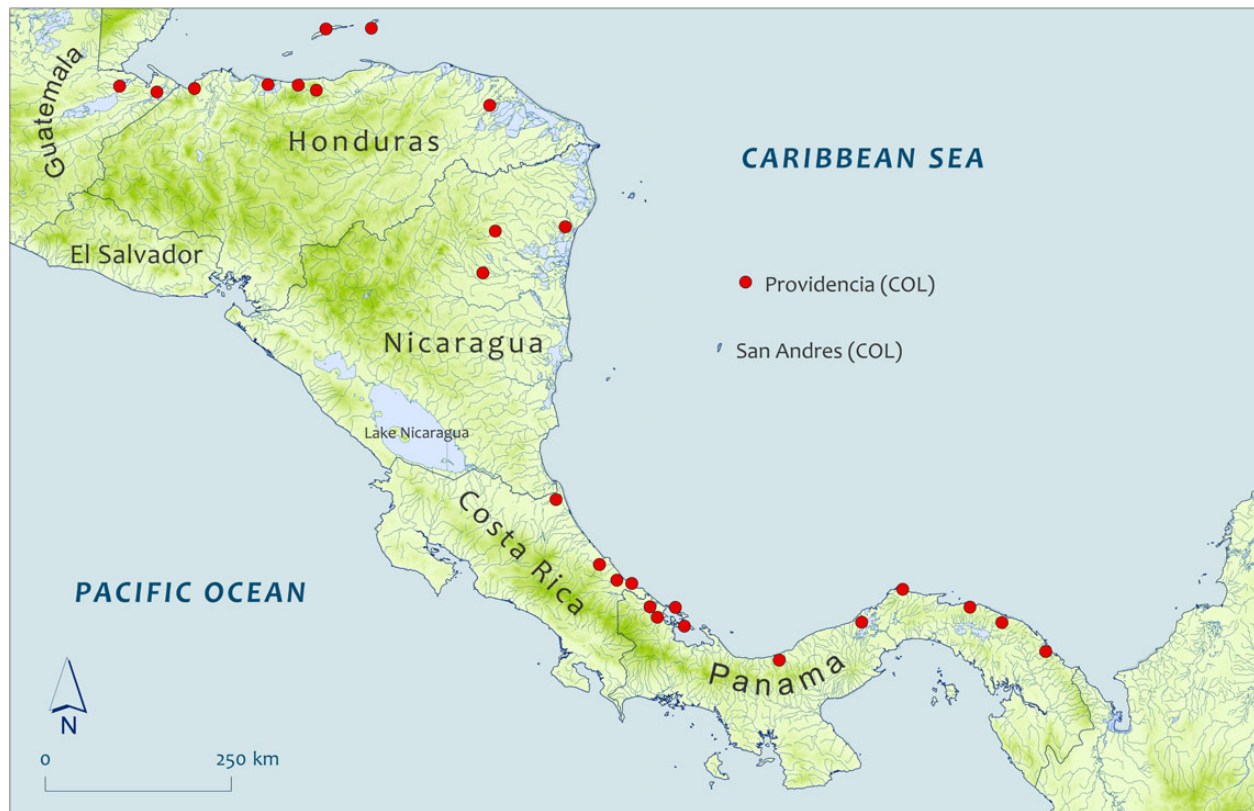 Guatemala
Honduras
CARIBBEAN SEA
El Salvador
Providencia (COL)
Nicaragua
San Andres (COL)
Lake Nicaragua
Costa Rica
PACIFIC OCEAN
Panama
N
0 250 km